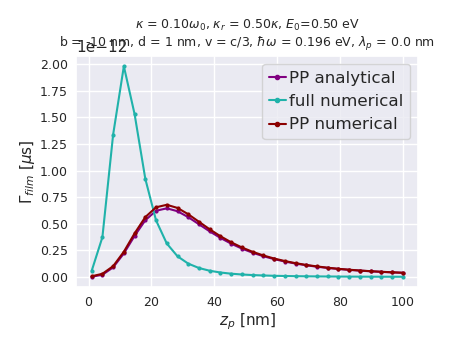 κ = 0.10ω₀, κᵣ = 0.50κ, E₀=0.50 eV
b = -10 nm, d = 1 nm, v = c/3, ħω = 0.196 eV, λₚ = 0.0 nm
1e−12
2.00
1.75
1.50
1.25
1.00
0.75
0.50
0.25
0.00
Γ_film [μs]
PP analytical
full numerical
PP numerical
0 20 40 60 80 100
zₚ [nm]